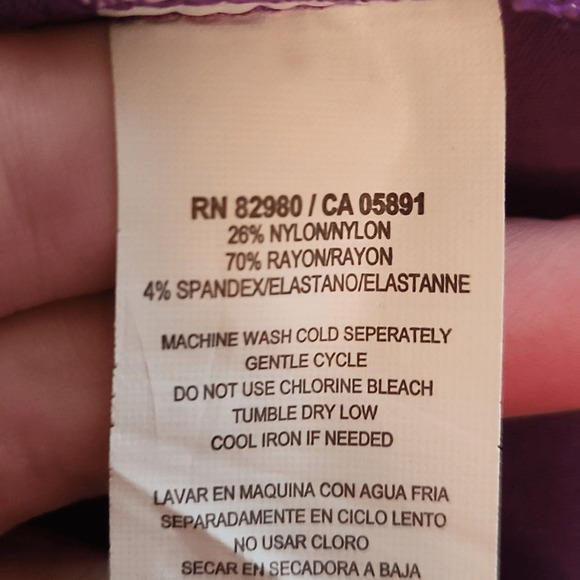 RN 82980 / CA 05891
26% NYLON/NYLON
70% RAYON/RAYON
4% SPANDEX/ELASTANO/ELASTANNE
MACHINE WASH COLD SEPERATELY
GENTLE CYCLE
DO NOT USE CHLORINE BLEACH
TUMBLE DRY LOW
COOL IRON IF NEEDED
LAVAR EN MAQUINA CON AGUA FRIA
SEPARADAMENTE EN CICLO LENTO
NO USAR CLORO
SECAR EN SECADORA A BAJA